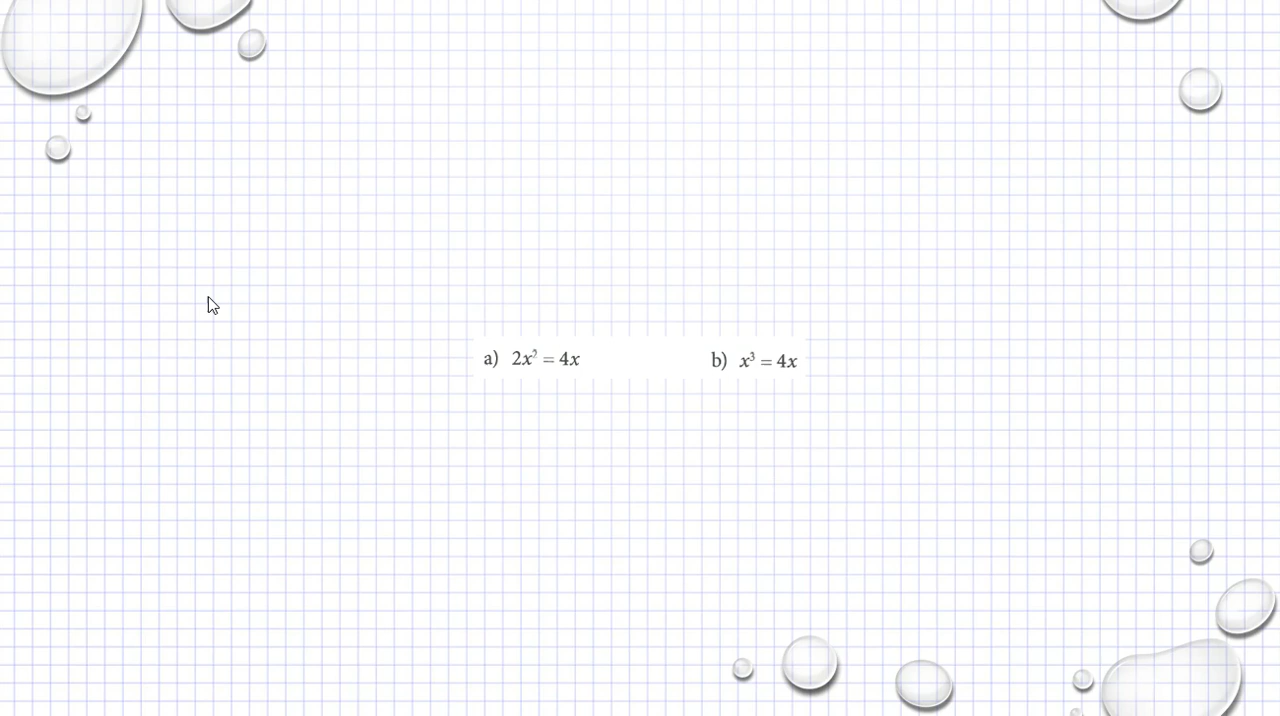 a) 2x² = 4x b) x³ = 4x